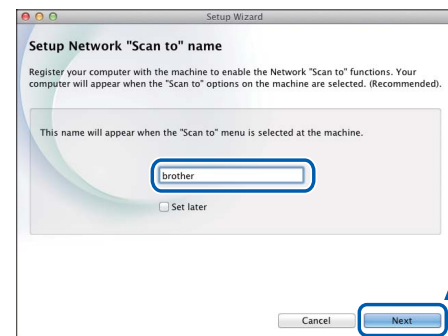 Setup Wizard
Setup Network "Scan to" name
Register your computer with the machine to enable the Network "Scan to" functions. Your
computer will appear when the "Scan to" options on the machine are selected. (Recommended).
This name will appear when the "Scan to" menu is selected at the machine.
brother
Set later
Cancel Next